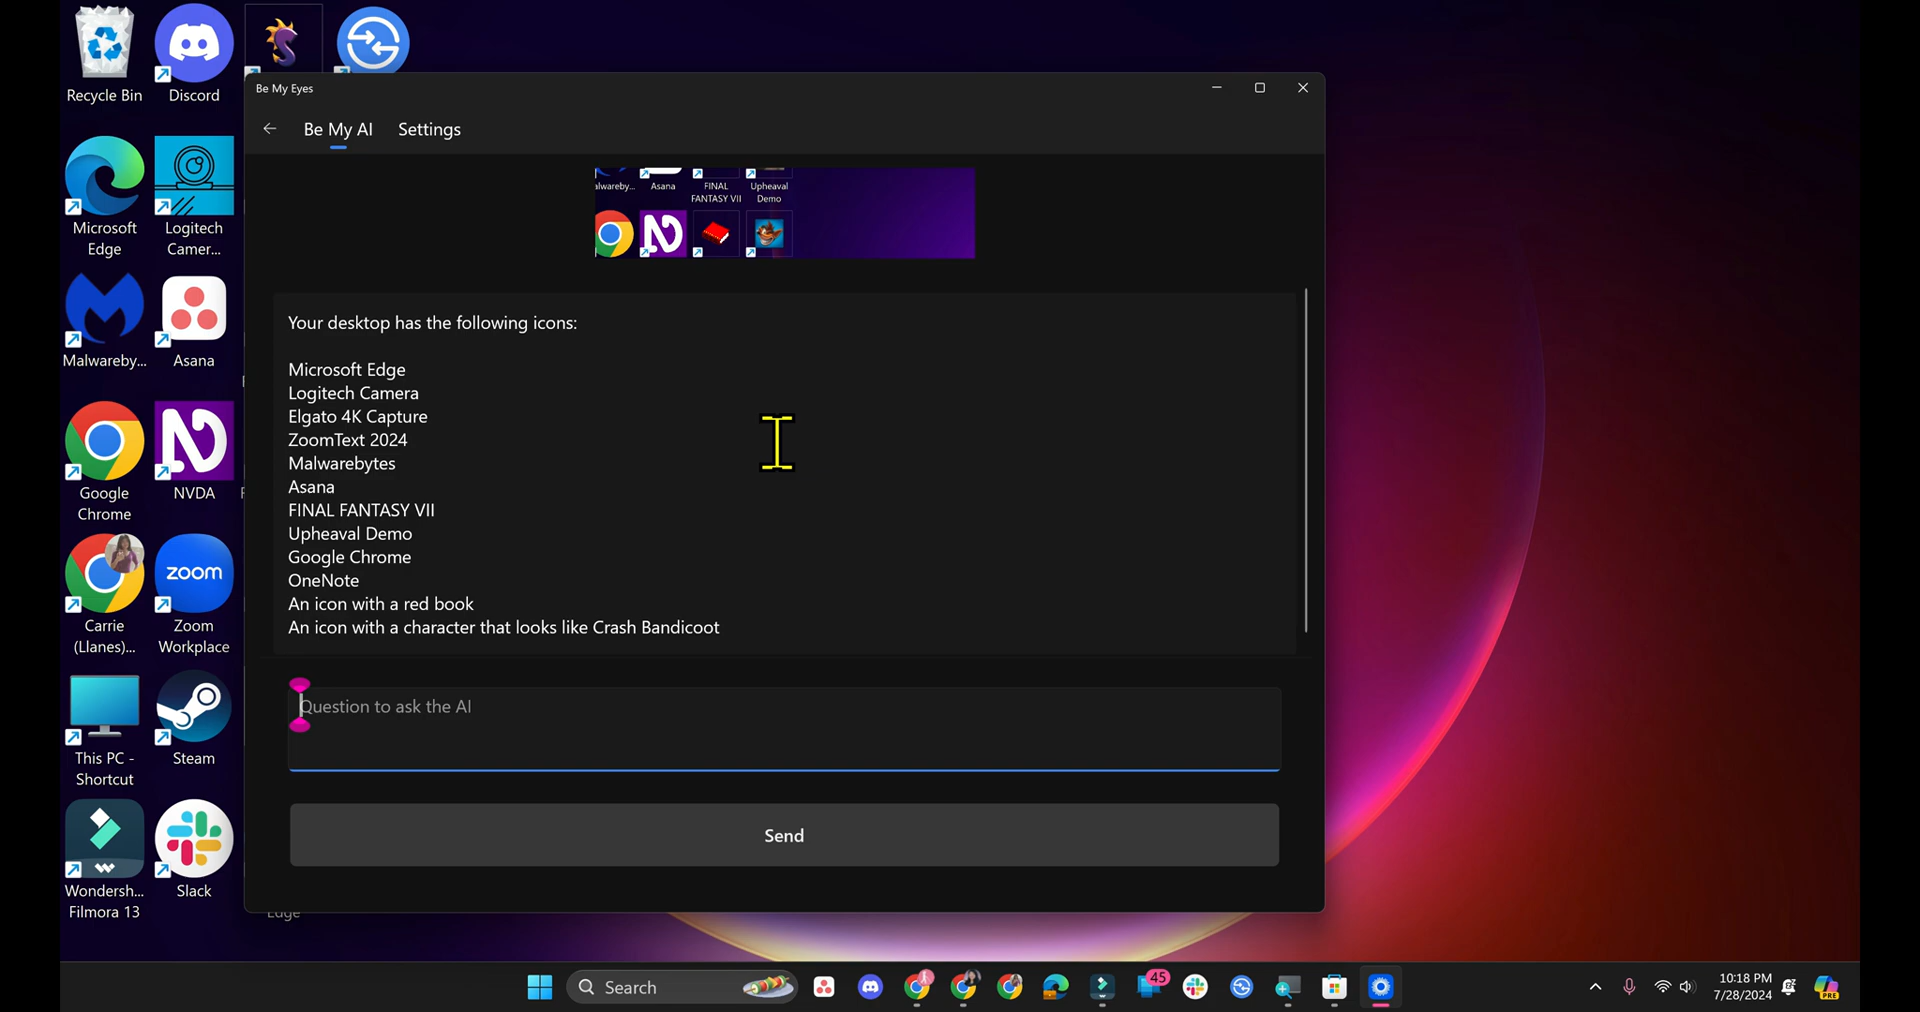 Recycle Bin
Discord
Microsoft
Edge
Logitech
Camer...
Malwareby...
Asana
Google
Chrome
NVDA
Carrie
(Llanes)...
zoom
Zoom
Workplace
This PC -
Shortcut
Steam
Wondersh...
Filmora 13
Slack
Edge
Be My Eyes
Be My AI
Settings
alwareby...
Asana
FINAL
FANTASY VII
Upheaval
Demo
Your desktop has the following icons:
Microsoft Edge
Logitech Camera
Elgato 4K Capture
ZoomText 2024
Malwarebytes
Asana
FINAL FANTASY VII
Upheaval Demo
Google Chrome
OneNote
An icon with a red book
An icon with a character that looks like Crash Bandicoot
Question to ask the AI
Send
Search
45
10:18 PM
7/28/2024
PRE